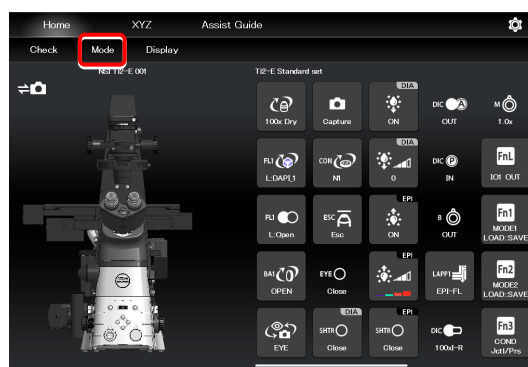 Home XYZ Assist Guide
Check Mode Display
NSI Ti2-E 001
Ti2-E Standard set
100x Dry
Capture
DIA
ON
DIC A
OUT
M
1.0x
FL1
L:DAPI_1
CON
N1
DIA
0
DIC P
IN
FnL
IO1 OUT
FL1
L:Open
ESC
Esc
EPI
ON
B
OUT
Fn1
MODE1
LOAD:SAVE
BA1
OPEN
EYE
Close
EPI
LAPP1
EPI-FL
Fn2
MODE2
LOAD:SAVE
EYE
DIA
SHTR
Close
EPI
SHTR
Close
DIC
100xI-R
Fn3
COND
Jctl/Prs